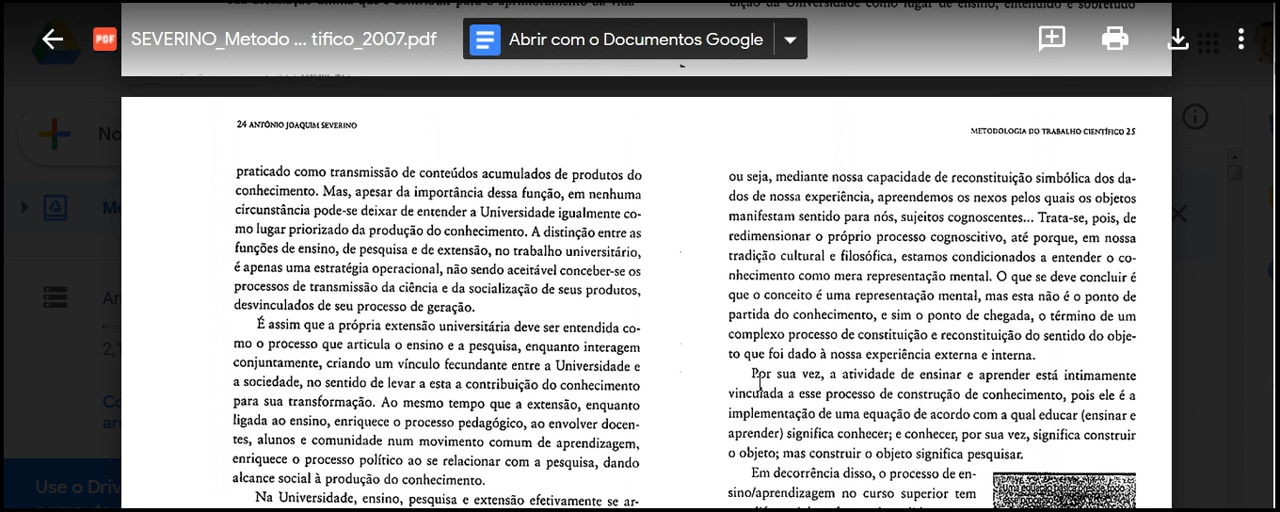 SEVERINO_Metodo ... tifico_2007.pdf
Abrir com o Documentos Google
24 ANTÔNIO JOAQUIM SEVERINO
praticado como transmissão de conteúdos acumulados de produtos do
conhecimento. Mas, apesar da importância dessa função, em nenhuma
circunstância pode-se deixar de entender a Universidade igualmente co-
mo lugar priorizado da produção do conhecimento. A distinção entre as
funções de ensino, de pesquisa e de extensão, no trabalho universitário,
é apenas uma estratégia operacional, não sendo aceitável conceber-se os
processos de transmissão da ciência e da socialização de seus produtos,
desvinculados de seu processo de geração.
É assim que a própria extensão universitária deve ser entendida co-
mo o processo que articula o ensino e a pesquisa, enquanto interagem
conjuntamente, criando um vínculo fecundante entre a Universidade e
a sociedade, no sentido de levar a esta a contribuição do conhecimento
para sua transformação. Ao mesmo tempo que a extensão, enquanto
ligada ao ensino, enriquece o processo pedagógico, ao envolver docen-
tes, alunos e comunidade num movimento comum de aprendizagem,
enriquece o processo político ao se relacionar com a pesquisa, dando
alcance social à produção do conhecimento.
Na Universidade, ensino, pesquisa e extensão efetivamente se ar-
METODOLOGIA DO TRABALHO CIENTÍFICO 25
ou seja, mediante nossa capacidade de reconstituição simbólica dos da-
dos de nossa experiência, apreendemos os nexos pelos quais os objetos
manifestam sentido para nós, sujeitos cognoscentes... Trata-se, pois, de
redimensionar o próprio processo cognoscitivo, até porque, em nossa
tradição cultural e filosófica, estamos condicionados a entender o co-
nhecimento como mera representação mental. O que se deve concluir é
que o conceito é uma representação mental, mas esta não é o ponto de
partida do conhecimento, e sim o ponto de chegada, o término de um
complexo processo de constituição e reconstituição do sentido do obje-
to que foi dado à nossa experiência externa e interna.
Por sua vez, a atividade de ensinar e aprender está intimamente
vinculada a esse processo de construção de conhecimento, pois ele é a
implementação de uma equação de acordo com a qual educar (ensinar e
aprender) significa conhecer; e conhecer, por sua vez, significa construir
o objeto; mas construir o objeto significa pesquisar.
Em decorrência disso, o processo de en-
sino/aprendizagem no curso superior tem
Use o Driv